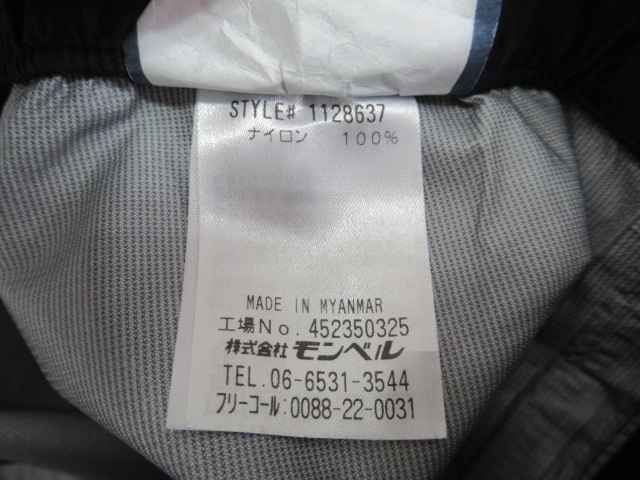 STYLE# 1128637
ナイロン 100%
MADE IN MYANMAR
工場No.452350325
株式会社 モンベル
TEL.06-6531-3544
フリーコール:0088-22-0031